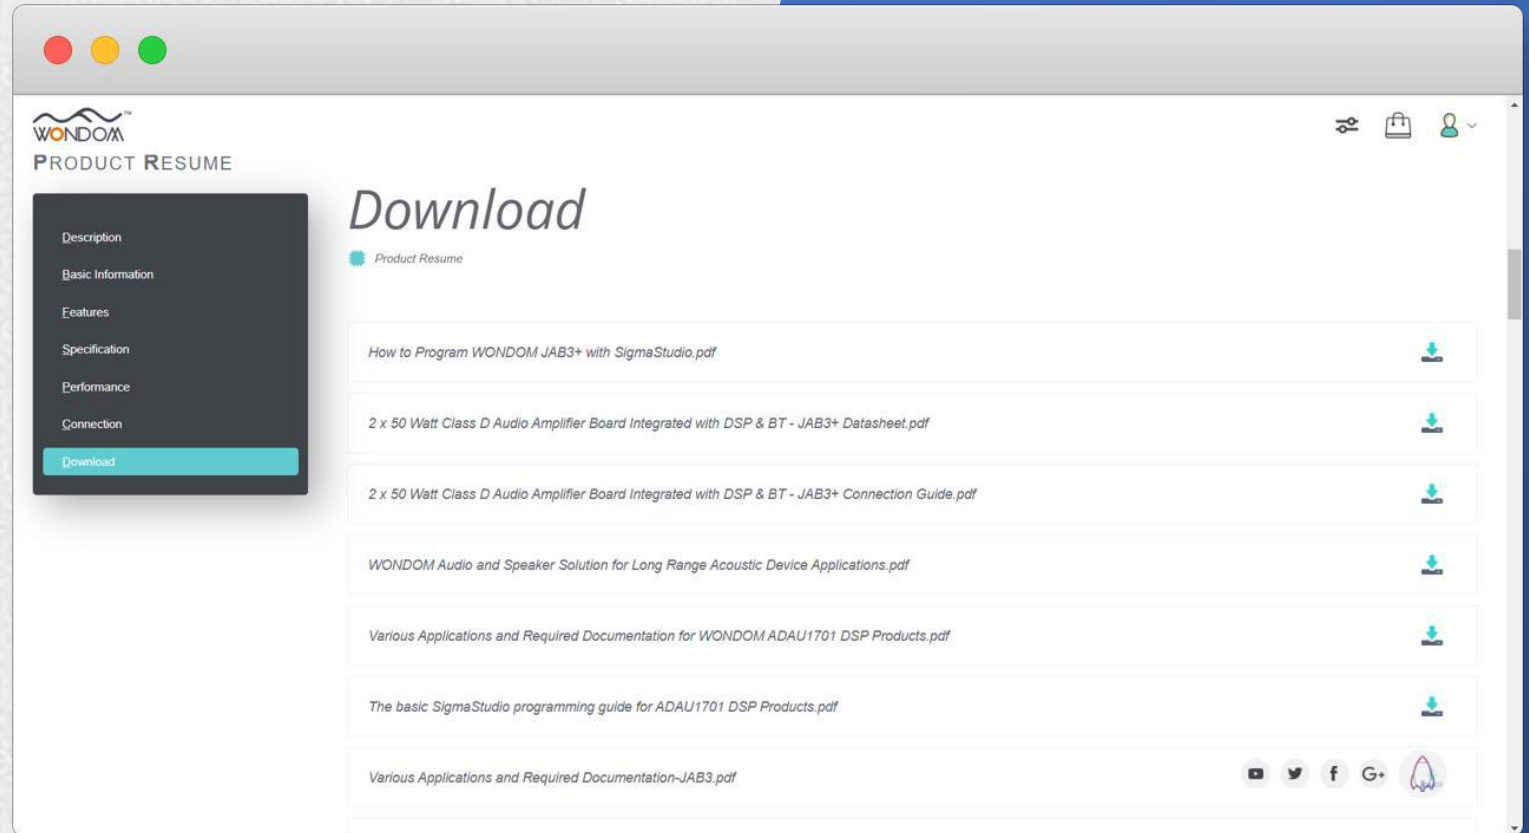 WONDOM™
PRODUCT RESUME
Description
Basic Information
Features
Specification
Performance
Connection
Download
Download
Product Resume
How to Program WONDOM JAB3+ with SigmaStudio.pdf
2 x 50 Watt Class D Audio Amplifier Board Integrated with DSP & BT - JAB3+ Datasheet.pdf
2 x 50 Watt Class D Audio Amplifier Board Integrated with DSP & BT - JAB3+ Connection Guide.pdf
WONDOM Audio and Speaker Solution for Long Range Acoustic Device Applications.pdf
Various Applications and Required Documentation for WONDOM ADAU1701 DSP Products.pdf
The basic SigmaStudio programming guide for ADAU1701 DSP Products.pdf
Various Applications and Required Documentation-JAB3.pdf
f G+